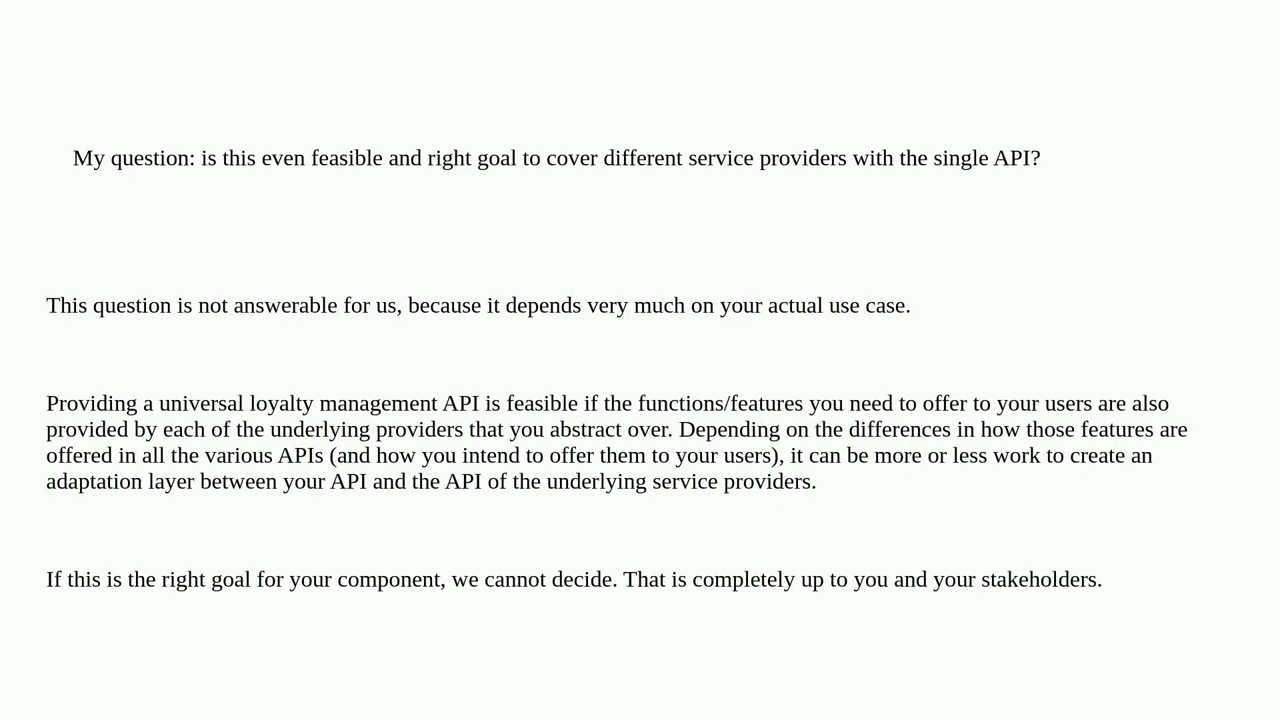 My question: is this even feasible and right goal to cover different service providers with the single API?
This question is not answerable for us, because it depends very much on your actual use case.
Providing a universal loyalty management API is feasible if the functions/features you need to offer to your users are also
provided by each of the underlying providers that you abstract over. Depending on the differences in how those features are
offered in all the various APIs (and how you intend to offer them to your users), it can be more or less work to create an
adaptation layer between your API and the API of the underlying service providers.
If this is the right goal for your component, we cannot decide. That is completely up to you and your stakeholders.